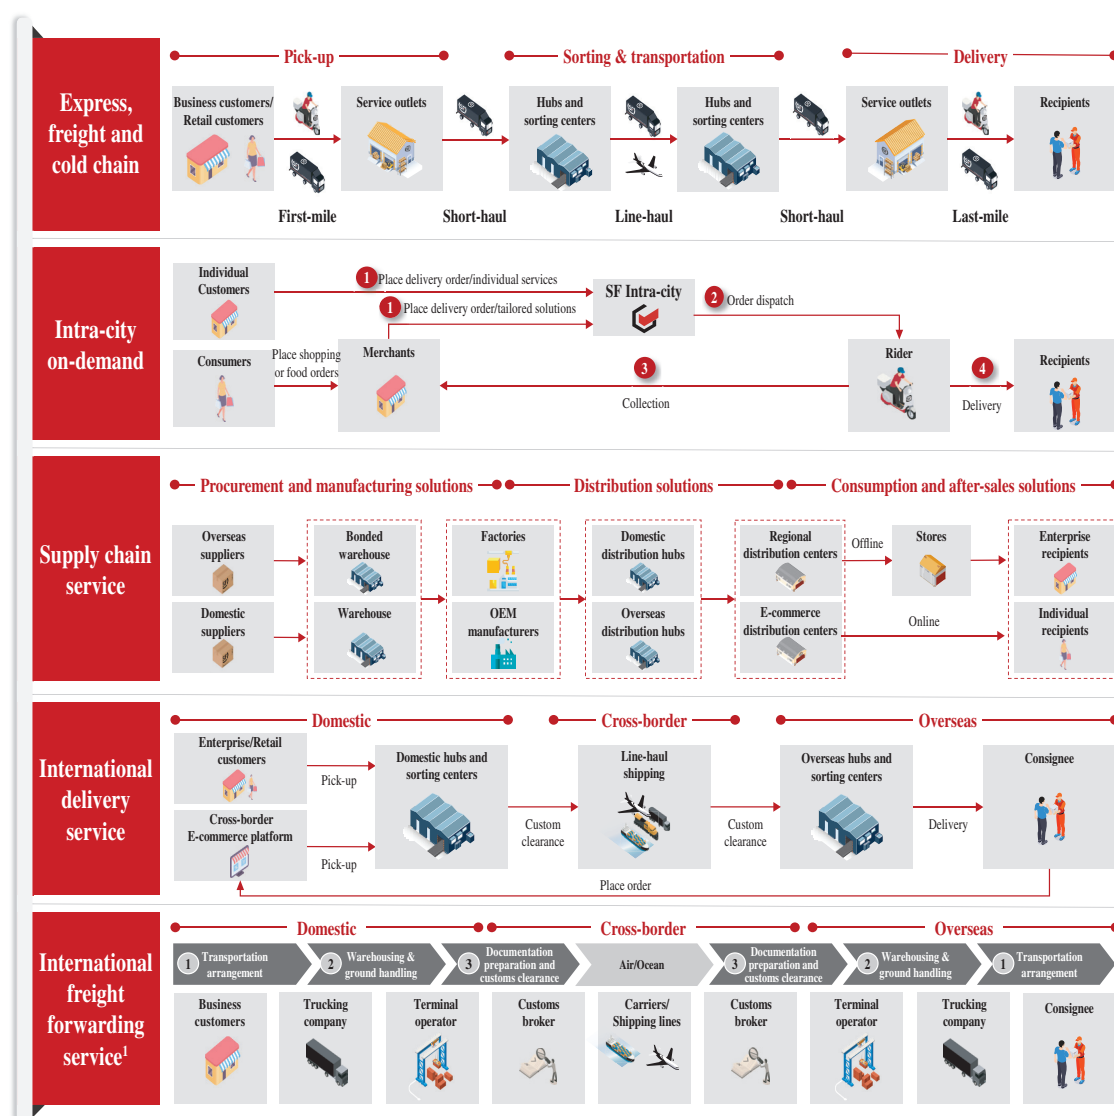 Express,
freight and
cold chain
Pick-up
Sorting & transportation
Delivery
Business customers/
Retail customers
Service outlets
Hubs and
sorting centers
Hubs and
sorting centers
Service outlets
Recipients
First-mile
Short-haul
Line-haul
Short-haul
Last-mile
Intra-city
on-demand
Individual
Customers
1 Place delivery order/individual services
1 Place delivery order/tailored solutions
SF Intra-city
2 Order dispatch
Consumers
Place shopping
or food orders
Merchants
3
Collection
Rider
4
Delivery
Recipients
Supply chain
service
Procurement and manufacturing solutions
Distribution solutions
Consumption and after-sales solutions
Overseas
suppliers
Bonded
warehouse
Factories
Domestic
distribution hubs
Regional
distribution centers
Offline
Stores
Enterprise
recipients
Domestic
suppliers
Warehouse
OEM
manufacturers
Overseas
distribution hubs
E-commerce
distribution centers
Online
Individual
recipients
International
delivery
service
Domestic
Cross-border
Overseas
Enterprise/Retail
customers
Pick-up
Cross-border
E-commerce platform
Pick-up
Domestic hubs and
sorting centers
Custom
clearance
Line-haul
shipping
Custom
clearance
Overseas hubs and
sorting centers
Delivery
Consignee
Place order
International
freight
forwarding
service1
Domestic
Cross-border
Overseas
1 Transportation
arrangement
2 Warehousing &
ground handling
3 Documentation
preparation and
customs clearance
Air/Ocean
3 Documentation
preparation and
customs clearance
2 Warehousing &
ground handling
1 Transportation
arrangement
Business
customers
Trucking
company
Terminal
operator
Customs
broker
Carriers/
Shipping lines
Customs
broker
Terminal
operator
Trucking
company
Consignee